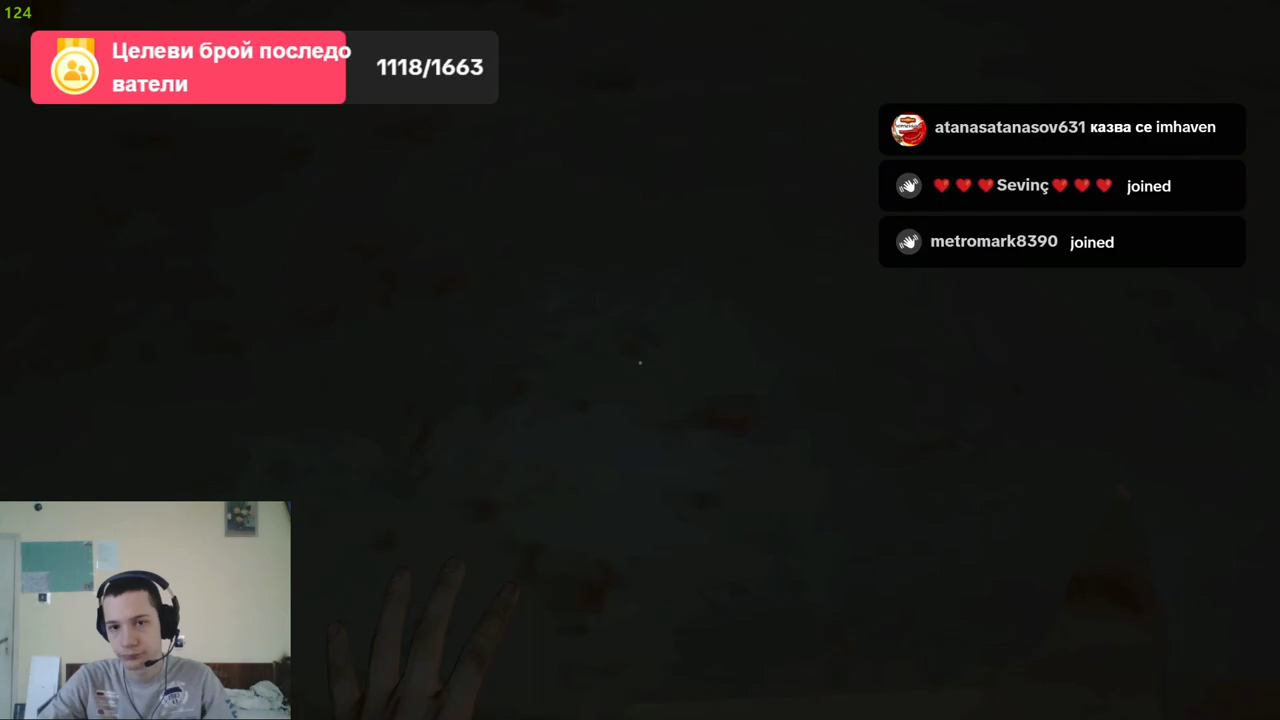 124
Целеви брой последо
ватели
1118/1663
atanasatanasov631 казва се imhaven
❤️ ❤️ ❤️Sevinç❤️ ❤️ ❤️ joined
metromark8390 joined